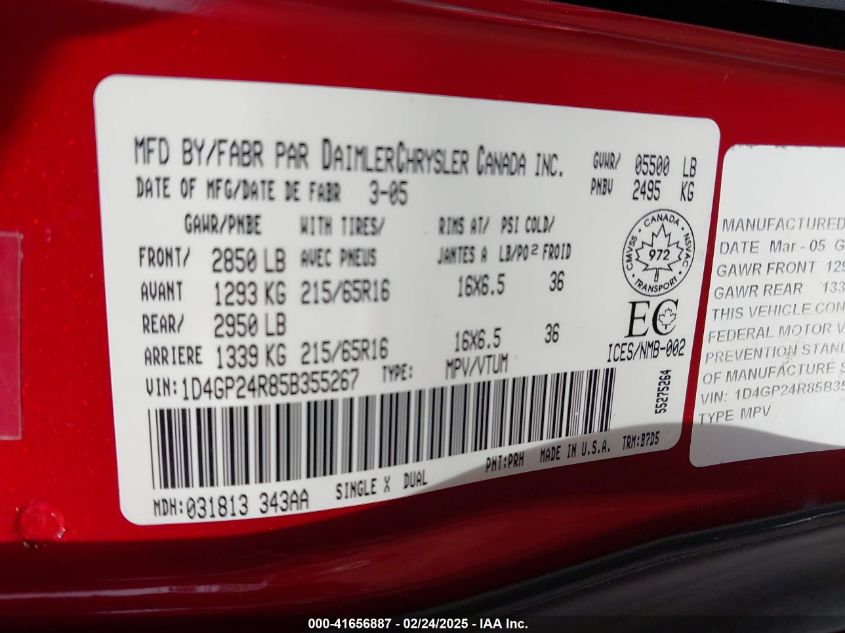 MFD BY/FABR PAR DAIMLERCHRYSLER CANADA INC.
GVWR/ 05500 LB
PNBV 2495 KG
DATE OF MFG/DATE DE FABR 3-05
GAWR/PNBE WITH TIRES/ RIMS AT/ PSI COLD/
FRONT/ 2850 LB AVEC PNEUS JANTES A LB/PO2 FROID
AVANT 1293 KG 215/65R16 16X6.5 36
REAR/ 2950 LB
ARRIERE 1339 KG 215/65R16 16X6.5 36
VIN: 1D4GP24R85B355267 TYPE: MPV/VTUM
CANADA
CMVSS 972 NSVAC
TRANSPORT
EC
ICES/NMB-002
55275264
PNT:PRH MADE IN U.S.A. TRM:B7D5
MDH:031813 343AA SINGLE X DUAL
MANUFACTURED
DATE Mar - 05 G
GAWR FRONT 129
GAWR REAR 133
THIS VEHICLE CON
FEDERAL MOTOR V
PREVENTION STAND
OF MANUFACTURE S
VIN: 1D4GP24R85B35
TYPE MPV
000-41656887 - 02/24/2025 - IAA Inc.